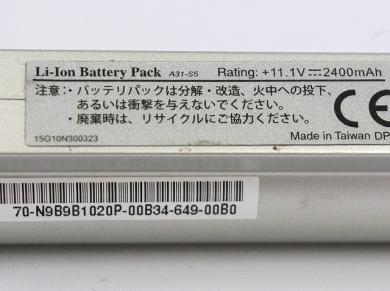 Li-Ion Battery Pack A31-S5 Rating: +11.1V⎓2400mAh
注意：・バッテリパックは分解・改造、火中への投下、
あるいは衝撃を与えないでください。
・廃棄時は、リサイクルにご協力ください。
CE
15G10N300323
Made in Taiwan DP
70-N9B9B1020P-00B34-649-00B0